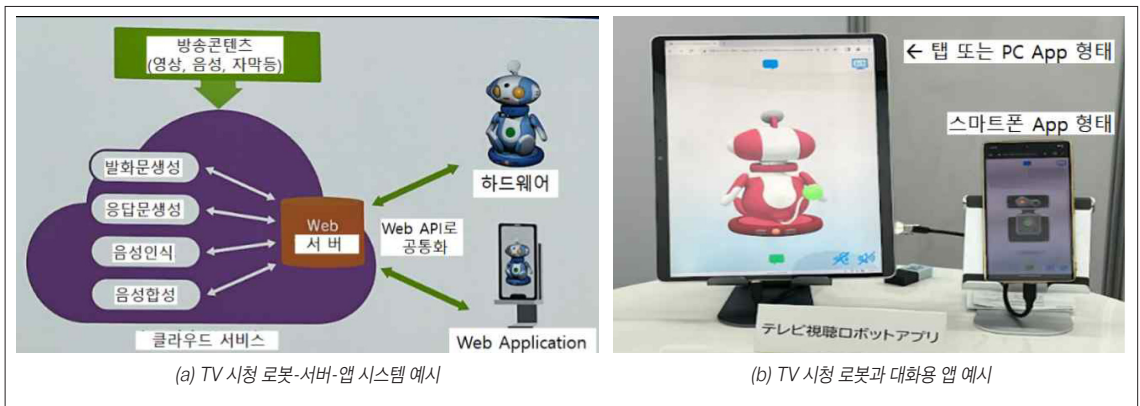 방송콘텐츠
(영상, 음성, 자막등)
발화문생성
응답문생성
음성인식
음성합성
Web
서 버
클라우드 서비스
Web API로
공통화
하드웨어
Web Application
(a) TV 시청 로봇-서버-앱 시스템 예시
← 탭 또는 PC App 형태
스마트폰 App 형태
テレビ視聴ロボットアプリ
(b) TV 시청 로봇과 대화용 앱 예시